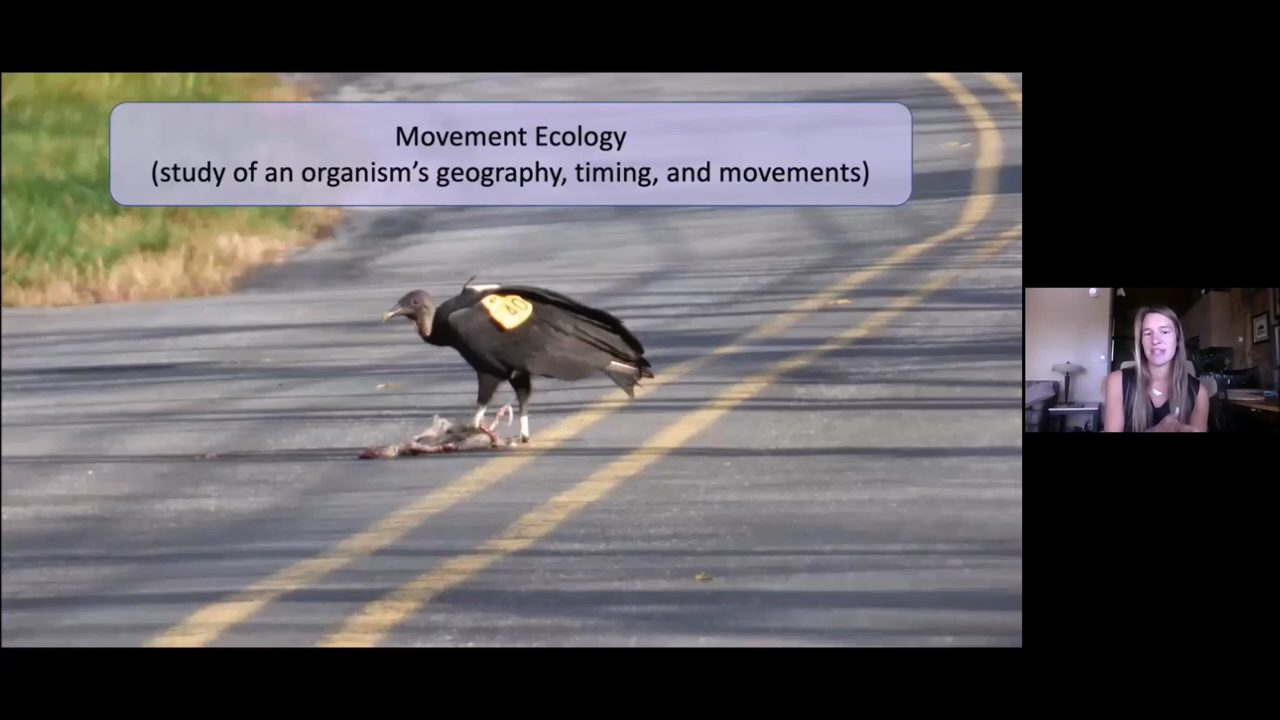 Movement Ecology
(study of an organism’s geography, timing, and movements)
40